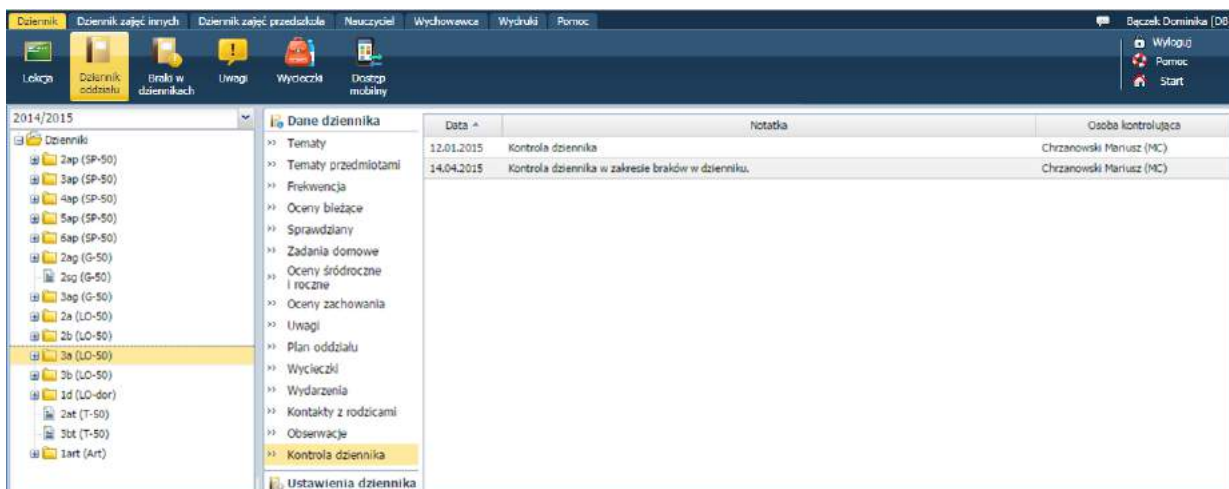 Dziennik Dziennik zajęć innych Dziennik zajęć przedszkola Nauczyciel Wychowawca Wydruki Pomoc Bączek Dominika [DB
Lekcja
Dziennik oddziału
Braki w dziennikach
Uwagi
Wycieczki
Dostęp mobilny
Wyloguj
Pomoc
Start
2014/2015
Dzienniki
2ap (SP-50)
3ap (SP-50)
4ap (SP-50)
5ap (SP-50)
6ap (SP-50)
2ag (G-50)
2sg (G-50)
3ag (G-50)
2a (LO-50)
2b (LO-50)
3a (LO-50)
3b (LO-50)
1d (LO-dor)
2at (T-50)
3bt (T-50)
1art (Art)
Dane dziennika
Tematy
Tematy przedmiotami
Frekwencja
Oceny bieżące
Sprawdziany
Zadania domowe
Oceny śródroczne
i roczne
Oceny zachowania
Uwagi
Plan oddziału
Wycieczki
Wydarzenia
Kontakty z rodzicami
Obserwacje
Kontrola dziennika
Ustawienia dziennika
Data Notatka Osoba kontrolująca
12.01.2015 Kontrola dziennika Chrzanowski Mariusz (MC)
14.04.2015 Kontrola dziennika w zakresie braków w dzienniku. Chrzanowski Mariusz (MC)